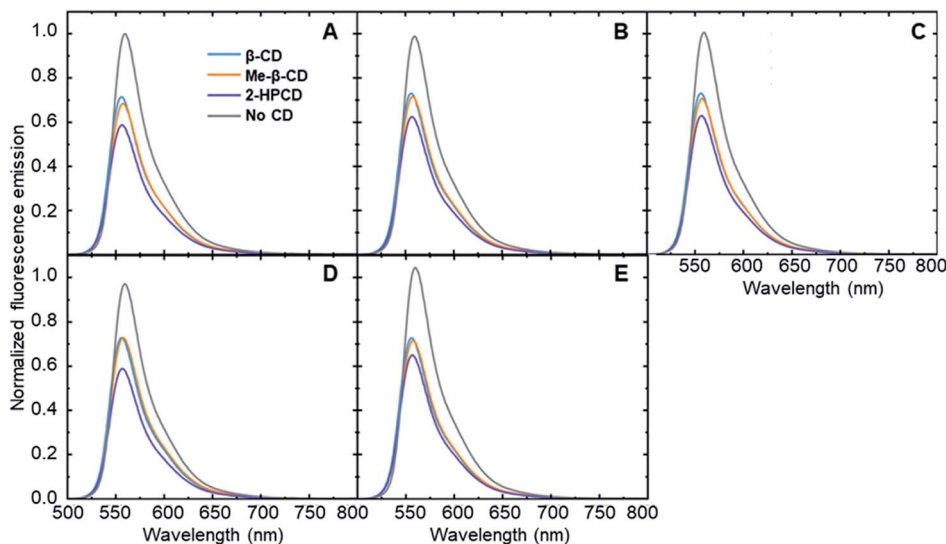 A
B
C
β-CD
Me-β-CD
2-HPCD
No CD
1.0
0.8
0.6
0.4
0.2
550 600 650 700 750 800
Wavelength (nm)
D
E
1.0
0.8
0.6
0.4
0.2
0.0
Normalized fluorescence emission
500 550 600 650 700 750 800
550 600 650 700 750 800
Wavelength (nm)
Wavelength (nm)